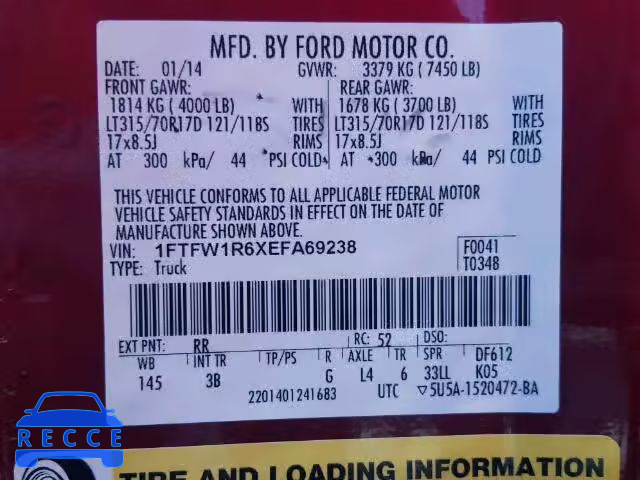 MFD. BY FORD MOTOR CO.
DATE: 01/14 GVWR: 3379 KG (7450 LB)
FRONT GAWR: REAR GAWR:
1814 KG (4000 LB) WITH 1678 KG (3700 LB) WITH
LT315/70R17D 121/118S TIRES LT315/70R17D 121/118S TIRES
17x8.5J RIMS 17x8.5J RIMS
AT 300 kPa/ 44 PSI COLD AT 300 kPa/ 44 PSI COLD
THIS VEHICLE CONFORMS TO ALL APPLICABLE FEDERAL MOTOR
VEHICLE SAFETY STANDARDS IN EFFECT ON THE DATE OF
MANUFACTURE SHOWN ABOVE.
VIN: 1FTFW1R6XEFA69238 F0041
TYPE: Truck T0348
EXT PNT: RR RC: 52 DSO:
WB INT TR TP/PS R AXLE TR SPR DF612
145 3B G L4 6 33LL K05
2201401241683 UTC ▽5U5A-1520472-BA
RECCE
TIRE AND LOADING INFORMATION